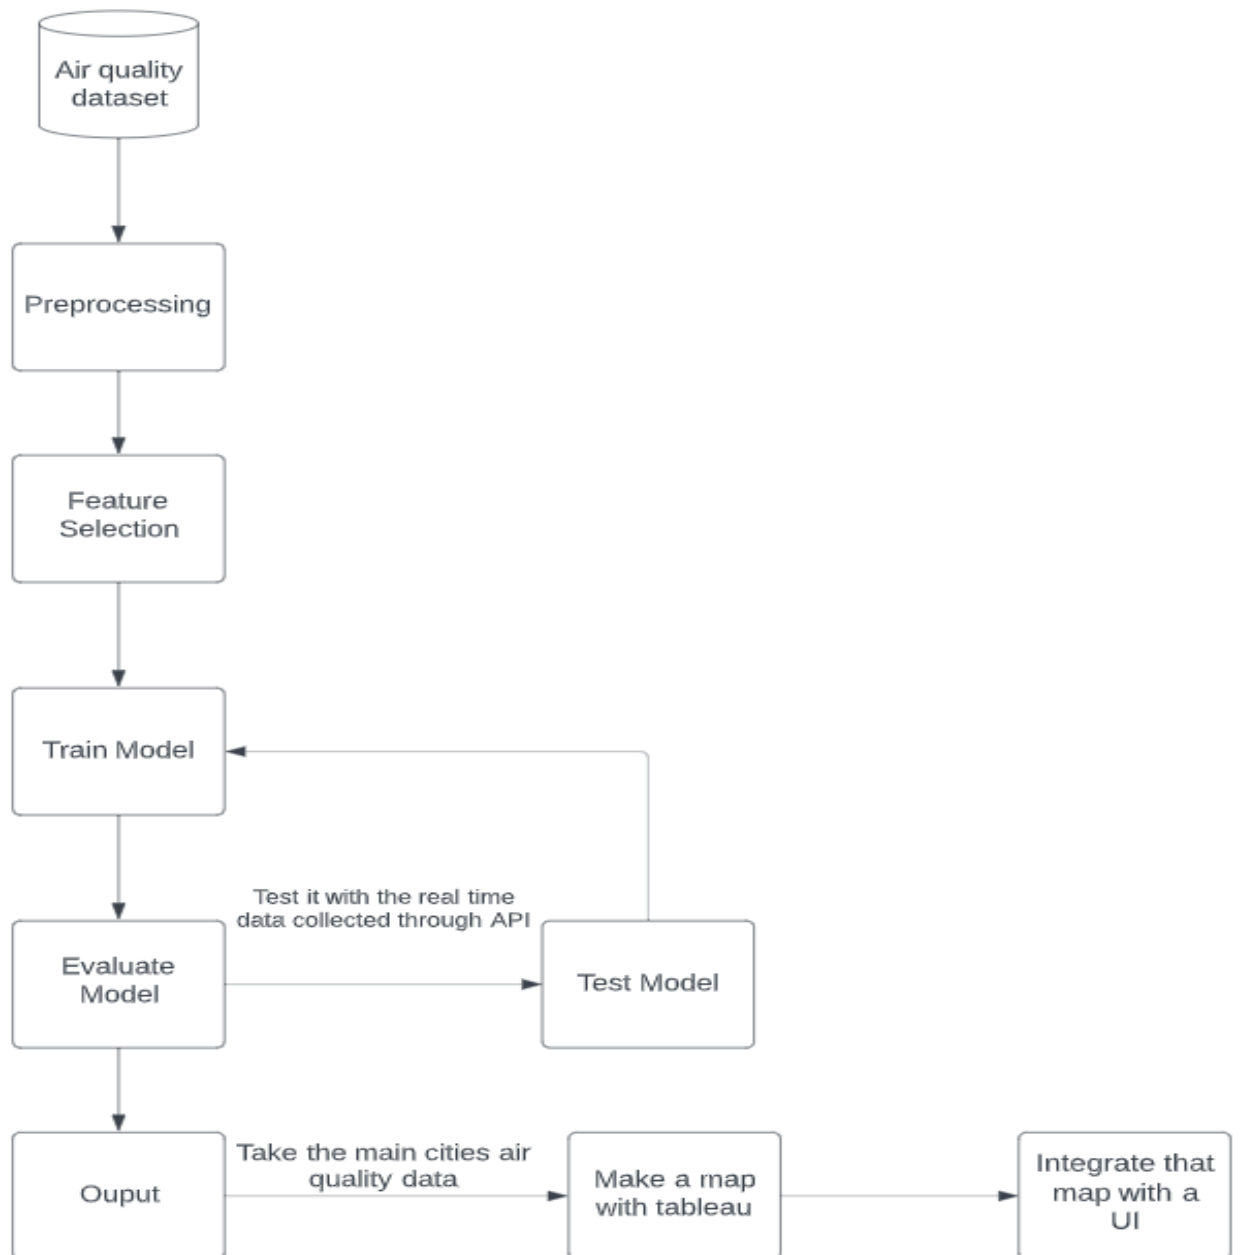 Air quality
dataset
Preprocessing
Feature
Selection
Train Model
Test it with the real time
data collected through API
Evaluate
Model
Test Model
Ouput
Take the main cities air
quality data
Make a map
with tableau
Integrate that
map with a
UI